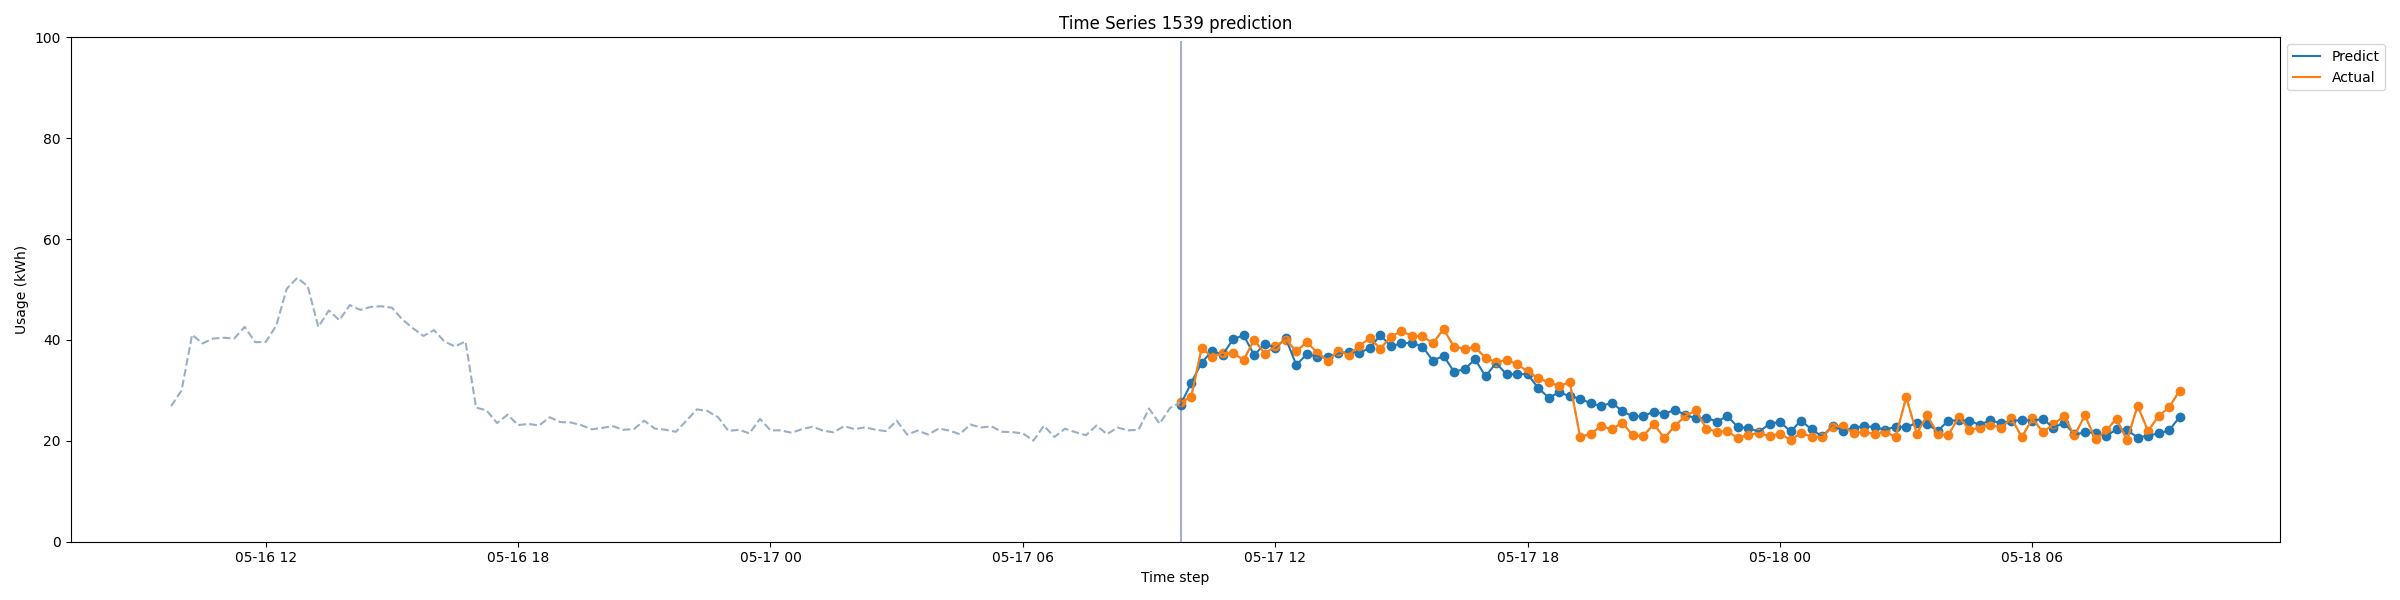 Time Series 1539 prediction
Usage (kWh)
100
80
60
40
20
0
05-16 12
05-16 18
05-17 00
05-17 06
05-17 12
05-17 18
05-18 00
05-18 06
Time step
Predict
Actual